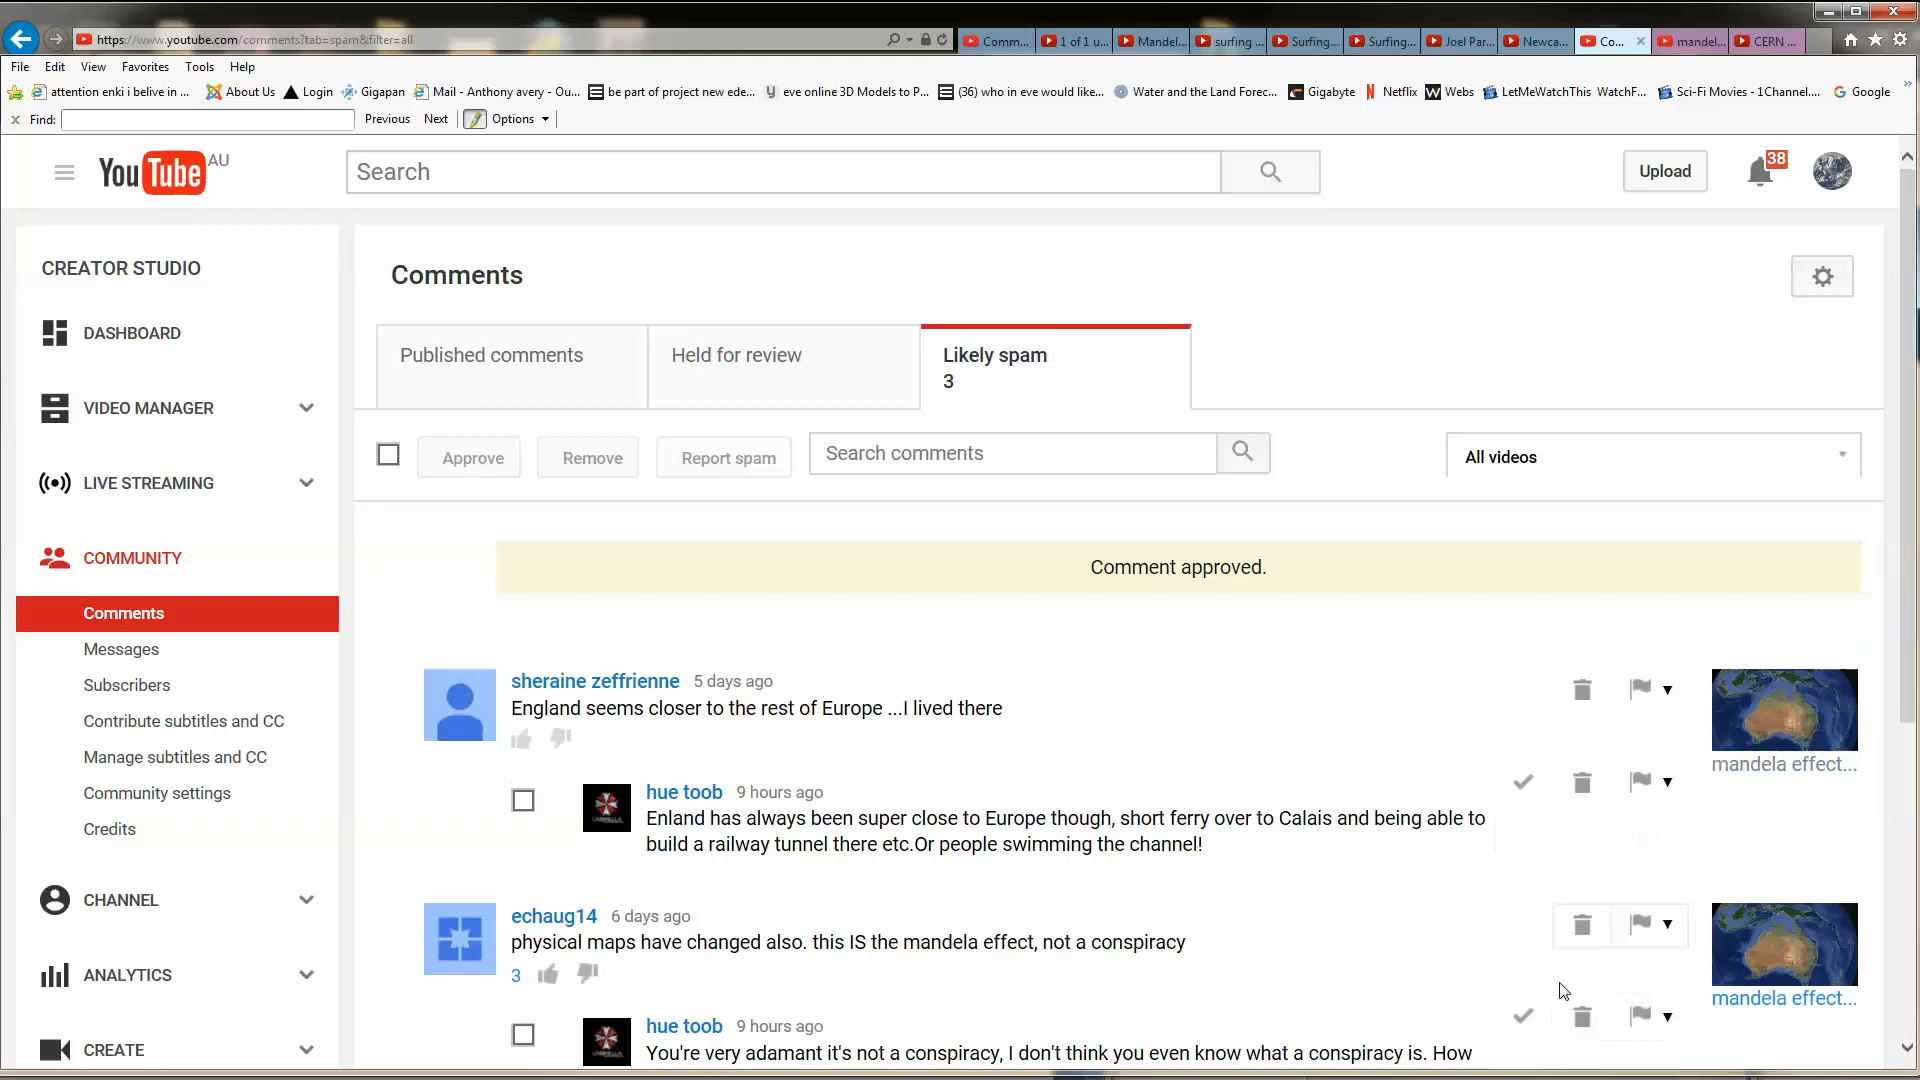 https://www.youtube.com/comments?tab=spam&filter=all
Comm...
1 of 1 u...
Mandel...
surfing ...
Surfing...
Surfing...
Joel Par...
Newca...
Co...
mandel...
CERN ...
File Edit View Favorites Tools Help
attention enki i belive in ...
About Us
Login
Gigapan
Mail - Anthony avery - Ou...
be part of project new ede...
eve online 3D Models to P...
(36) who in eve would like...
Water and the Land Forec...
Gigabyte
Netflix
Webs
LetMeWatchThis WatchF...
Sci-Fi Movies - 1Channel....
Google
x Find: Previous Next Options
YouTube AU
Search
Upload
38
CREATOR STUDIO
DASHBOARD
VIDEO MANAGER
LIVE STREAMING
COMMUNITY
Comments
Messages
Subscribers
Contribute subtitles and CC
Manage subtitles and CC
Community settings
Credits
CHANNEL
ANALYTICS
CREATE
Comments
Published comments
Held for review
Likely spam
3
Approve
Remove
Report spam
Search comments
All videos
Comment approved.
sheraine zeffrienne 5 days ago
England seems closer to the rest of Europe ...I lived there
mandela effect...
hue toob 9 hours ago
Enland has always been super close to Europe though, short ferry over to Calais and being able to
build a railway tunnel there etc.Or people swimming the channel!
echaug14 6 days ago
physical maps have changed also. this IS the mandela effect, not a conspiracy
3
mandela effect...
hue toob 9 hours ago
You're very adamant it's not a conspiracy, I don't think you even know what a conspiracy is. How